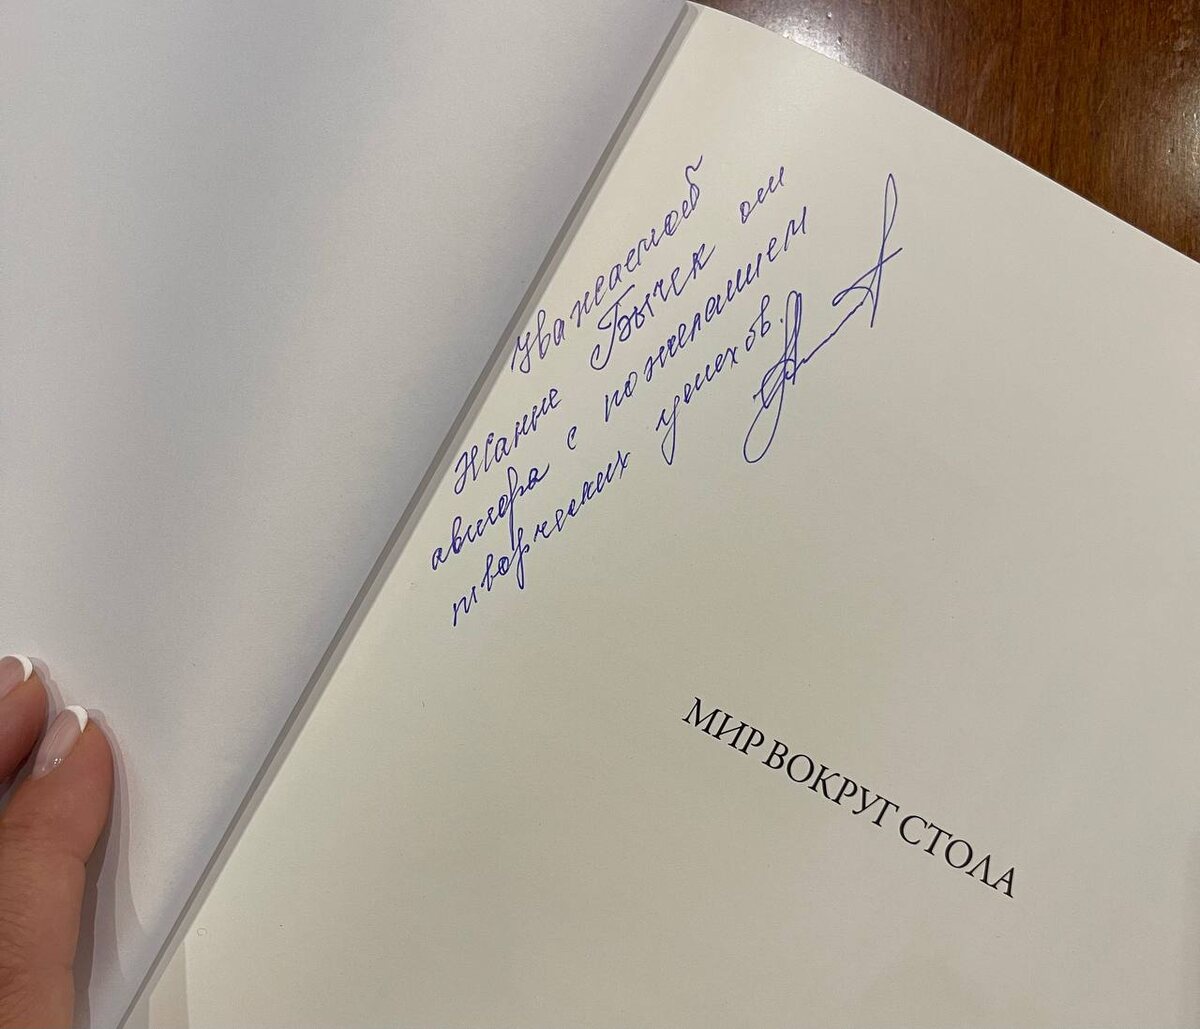 Уважаемой
Жанне Бычек от
автора с пожеланием
творческих успехов.
МИР ВОКРУГ СТОЛА